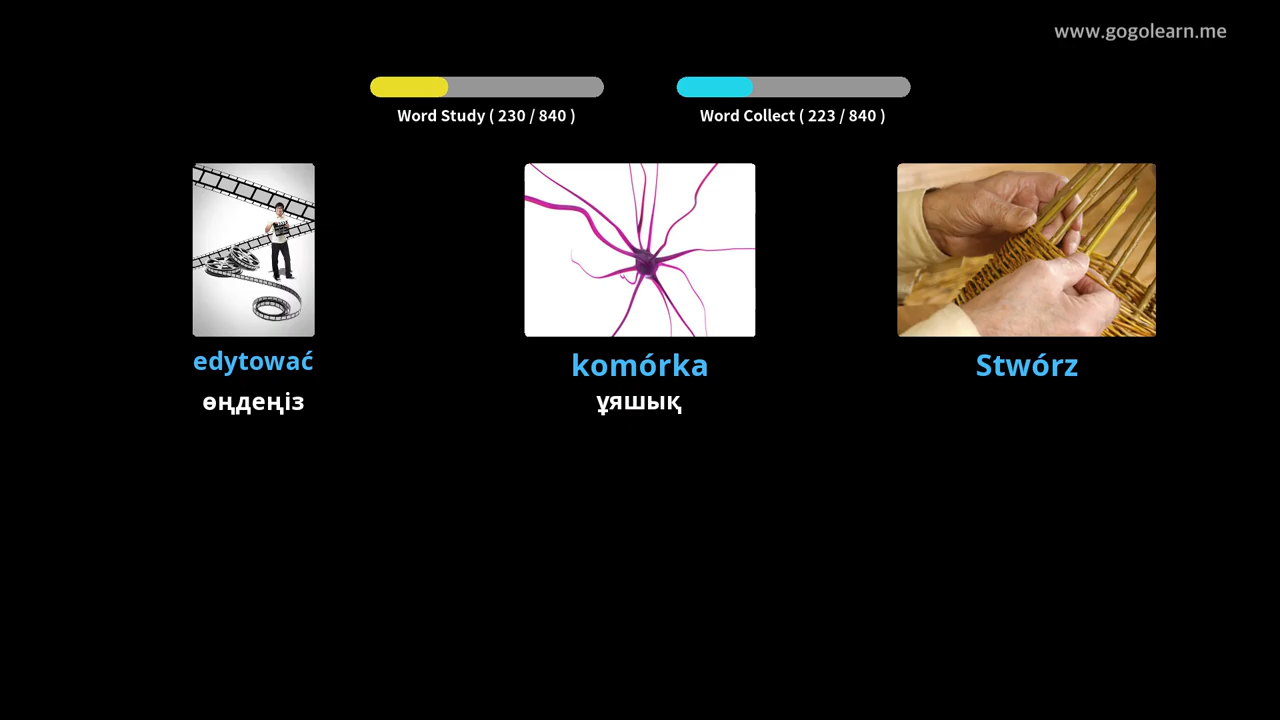 www.gogolearn.me
Word Study ( 230 / 840 )
Word Collect ( 223 / 840 )
edytować
komórka
Stwórz
өңдеңіз
ұяшық